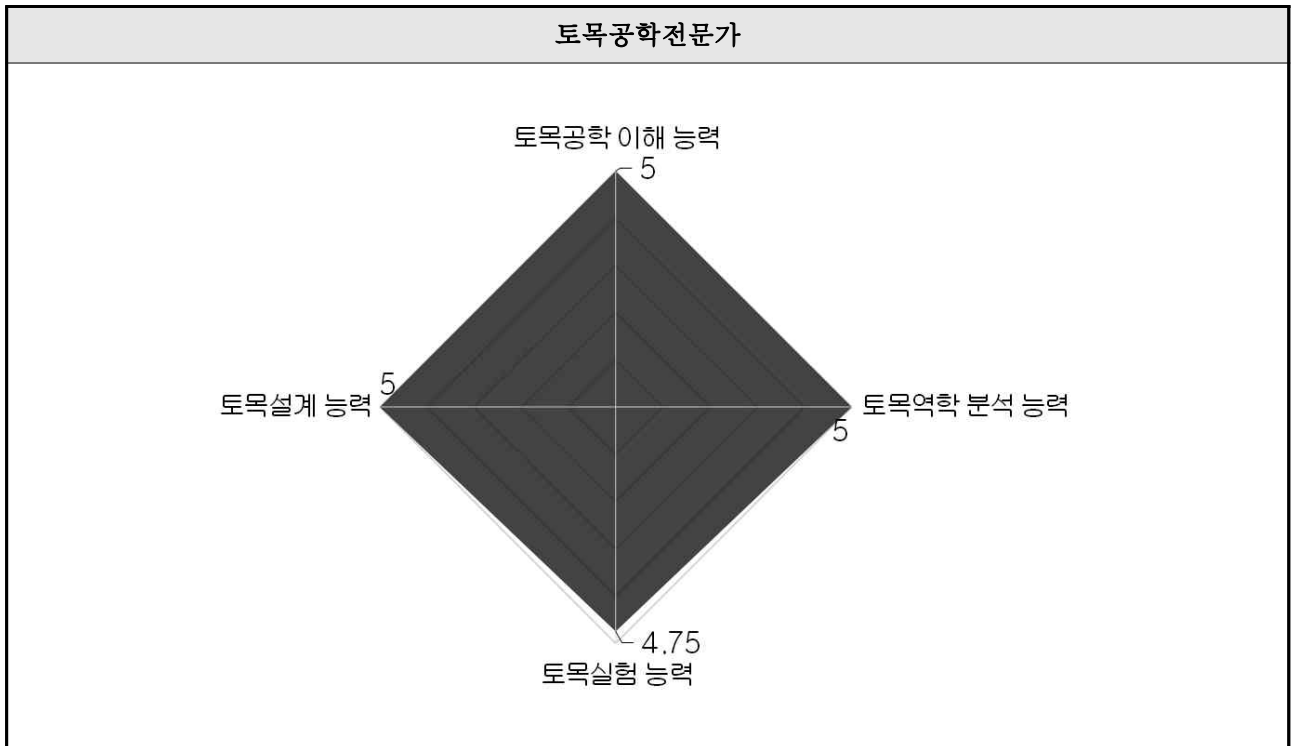 토목공학전문가
토목공학 이해 능력
5
5
토목설계 능력
토목역학 분석 능력
5
4.75
토목실험 능력